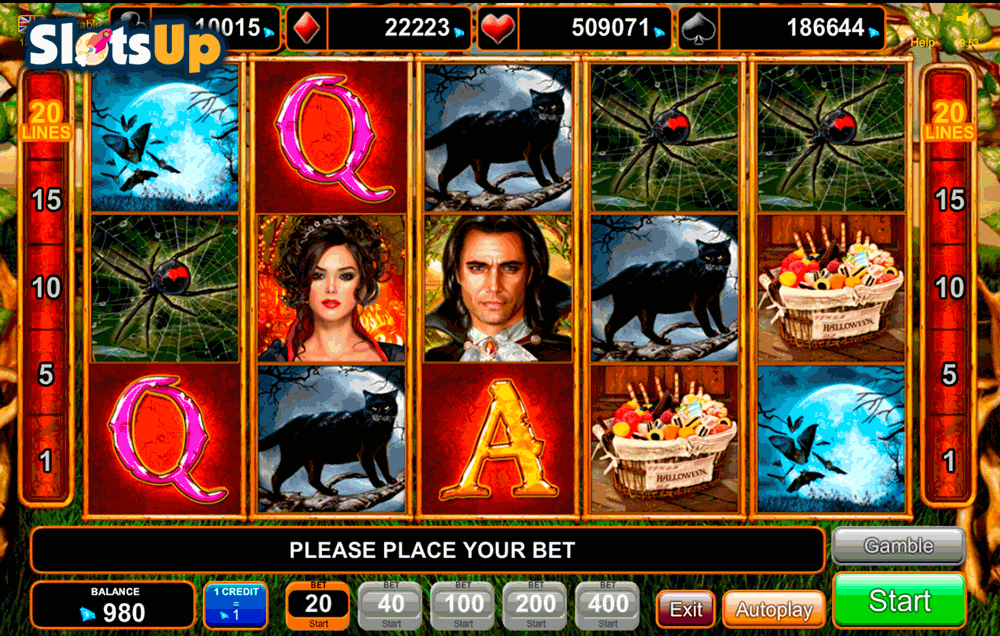 10015
22223
509071
186644
Help
SlotsUp
20
LINES
15
10
5
1
20
LINES
15
10
5
1
Q
HALLOWEEN
Q
A
HALLOWEEN
PLEASE PLACE YOUR BET
Gamble
BALANCE
980
1 CREDIT
=
1
BET
20
Start
BET
40
Start
BET
100
Start
BET
200
Start
BET
400
Start
Exit
Autoplay
Start